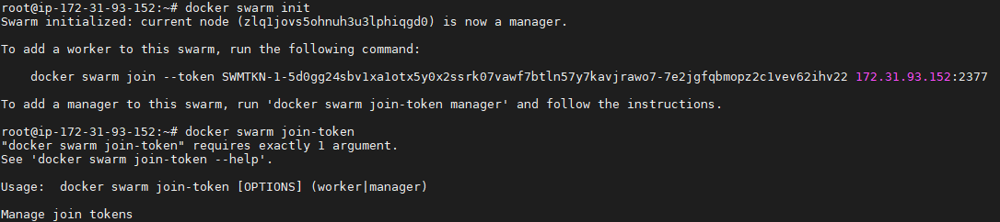 root@ip-172-31-93-152:~# docker swarm init
Swarm initialized: current node (zlq1jovs5ohnuh3u3lphiqgd0) is now a manager.
To add a worker to this swarm, run the following command:
docker swarm join --token SWMTKN-1-5d0gg24sbv1xa1otx5y0x2ssrk07vawf7btln57y7kavjrawo7-7e2jgfqbmopz2c1vev62ihv22 172.31.93.152:2377
To add a manager to this swarm, run 'docker swarm join-token manager' and follow the instructions.
root@ip-172-31-93-152:~# docker swarm join-token
"docker swarm join-token" requires exactly 1 argument.
See 'docker swarm join-token --help'.
Usage:  docker swarm join-token [OPTIONS] (worker|manager)
Manage join tokens